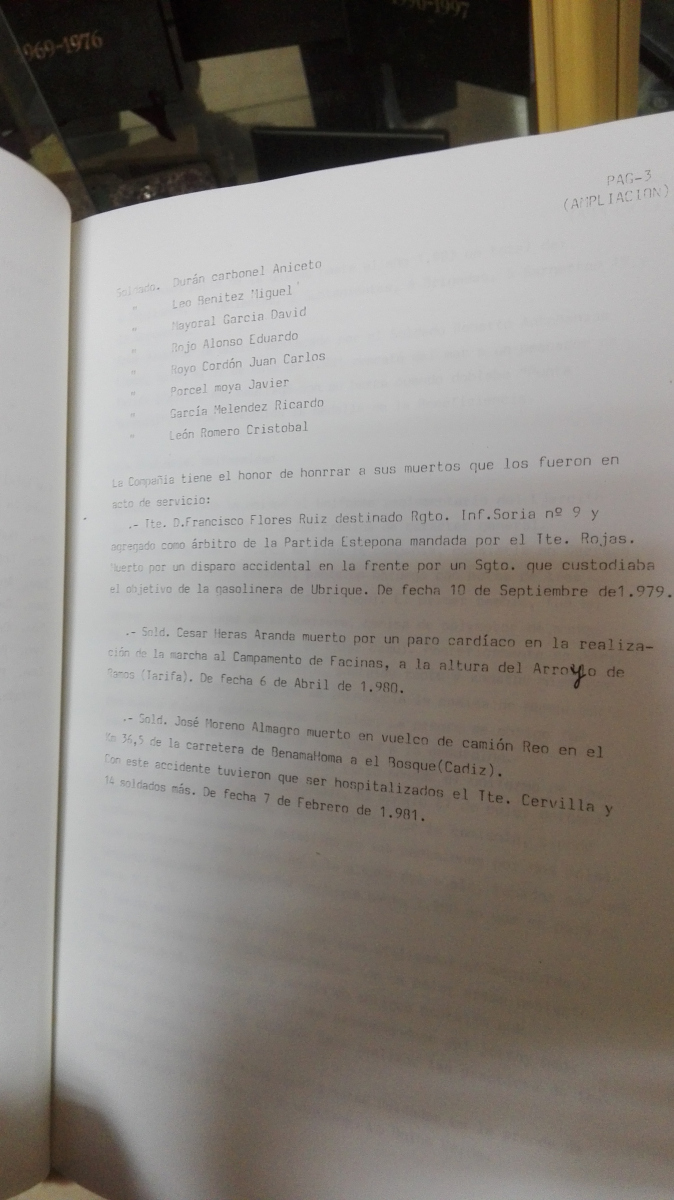 1969-1976
1990-1997
PAG-3
(AMPLIACION)
Soldado. Durán carbonel Aniceto
" Leo Benitez Miguel
" Mayoral Garcia David
" Rojo Alonso Eduardo
" Royo Cordón Juan Carlos
" Porcel moya Javier
" García Melendez Ricardo
" León Romero Cristobal
La Compañia tiene el honor de honrrar a sus muertos que los fueron en
acto de servicio:
.- Tte. D.Francisco Flores Ruiz destinado Rgto. Inf.Soria nº 9 y
agregado como árbitro de la Partida Estepona mandada por el Tte. Rojas.
Muerto por un disparo accidental en la frente por un Sgto. que custodiaba
el objetivo de la gasolinera de Ubrique. De fecha 10 de Septiembre de1.979.
.- Sold. Cesar Heras Aranda muerto por un paro cardíaco en la realiza-
ción de la marcha al Campamento de Facinas, a la altura del Arroyo de
Ramos (Tarifa). De fecha 6 de Abril de 1.980.
.- Sold. José Moreno Almagro muerto en vuelco de camión Reo en el
Km 36,5 de la carretera de BenamaHoma a el Bosque(Cadiz).
Con este accidente tuvieron que ser hospitalizados el Tte. Cervilla y
14 soldados más. De fecha 7 de Febrero de 1.981.